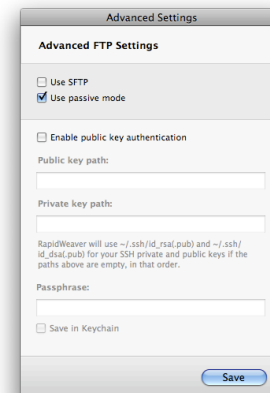 Advanced Settings
Advanced FTP Settings
Use SFTP
Use passive mode
Enable public key authentication
Public key path:
Private key path:
RapidWeaver will use ~/.ssh/id_rsa(.pub) and ~/.ssh/
id_dsa(.pub) for your SSH private and public keys if the
paths above are empty, in that order.
Passphrase:
Save in Keychain
Save